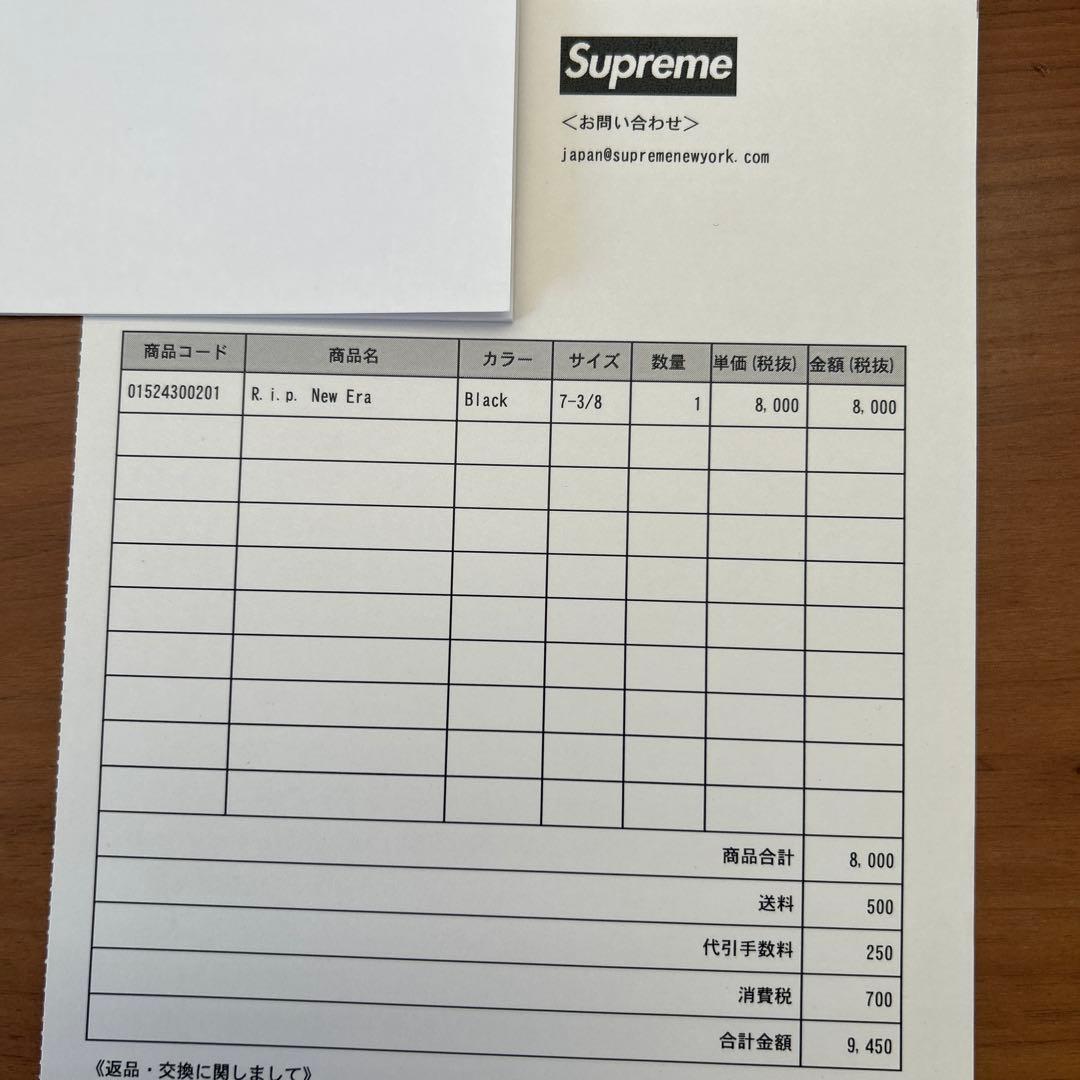 Supreme
＜お問い合わせ＞
japan@supremenewyork.com
商品コード 商品名 カラー サイズ 数量 単価(税抜) 金額(税抜)
01524300201 R.i.p. New Era Black 7-3/8 1 8,000 8,000
商品合計 8,000
送料 500
代引手数料 250
消費税 700
合計金額 9,450
《返品・交換に関しまして》